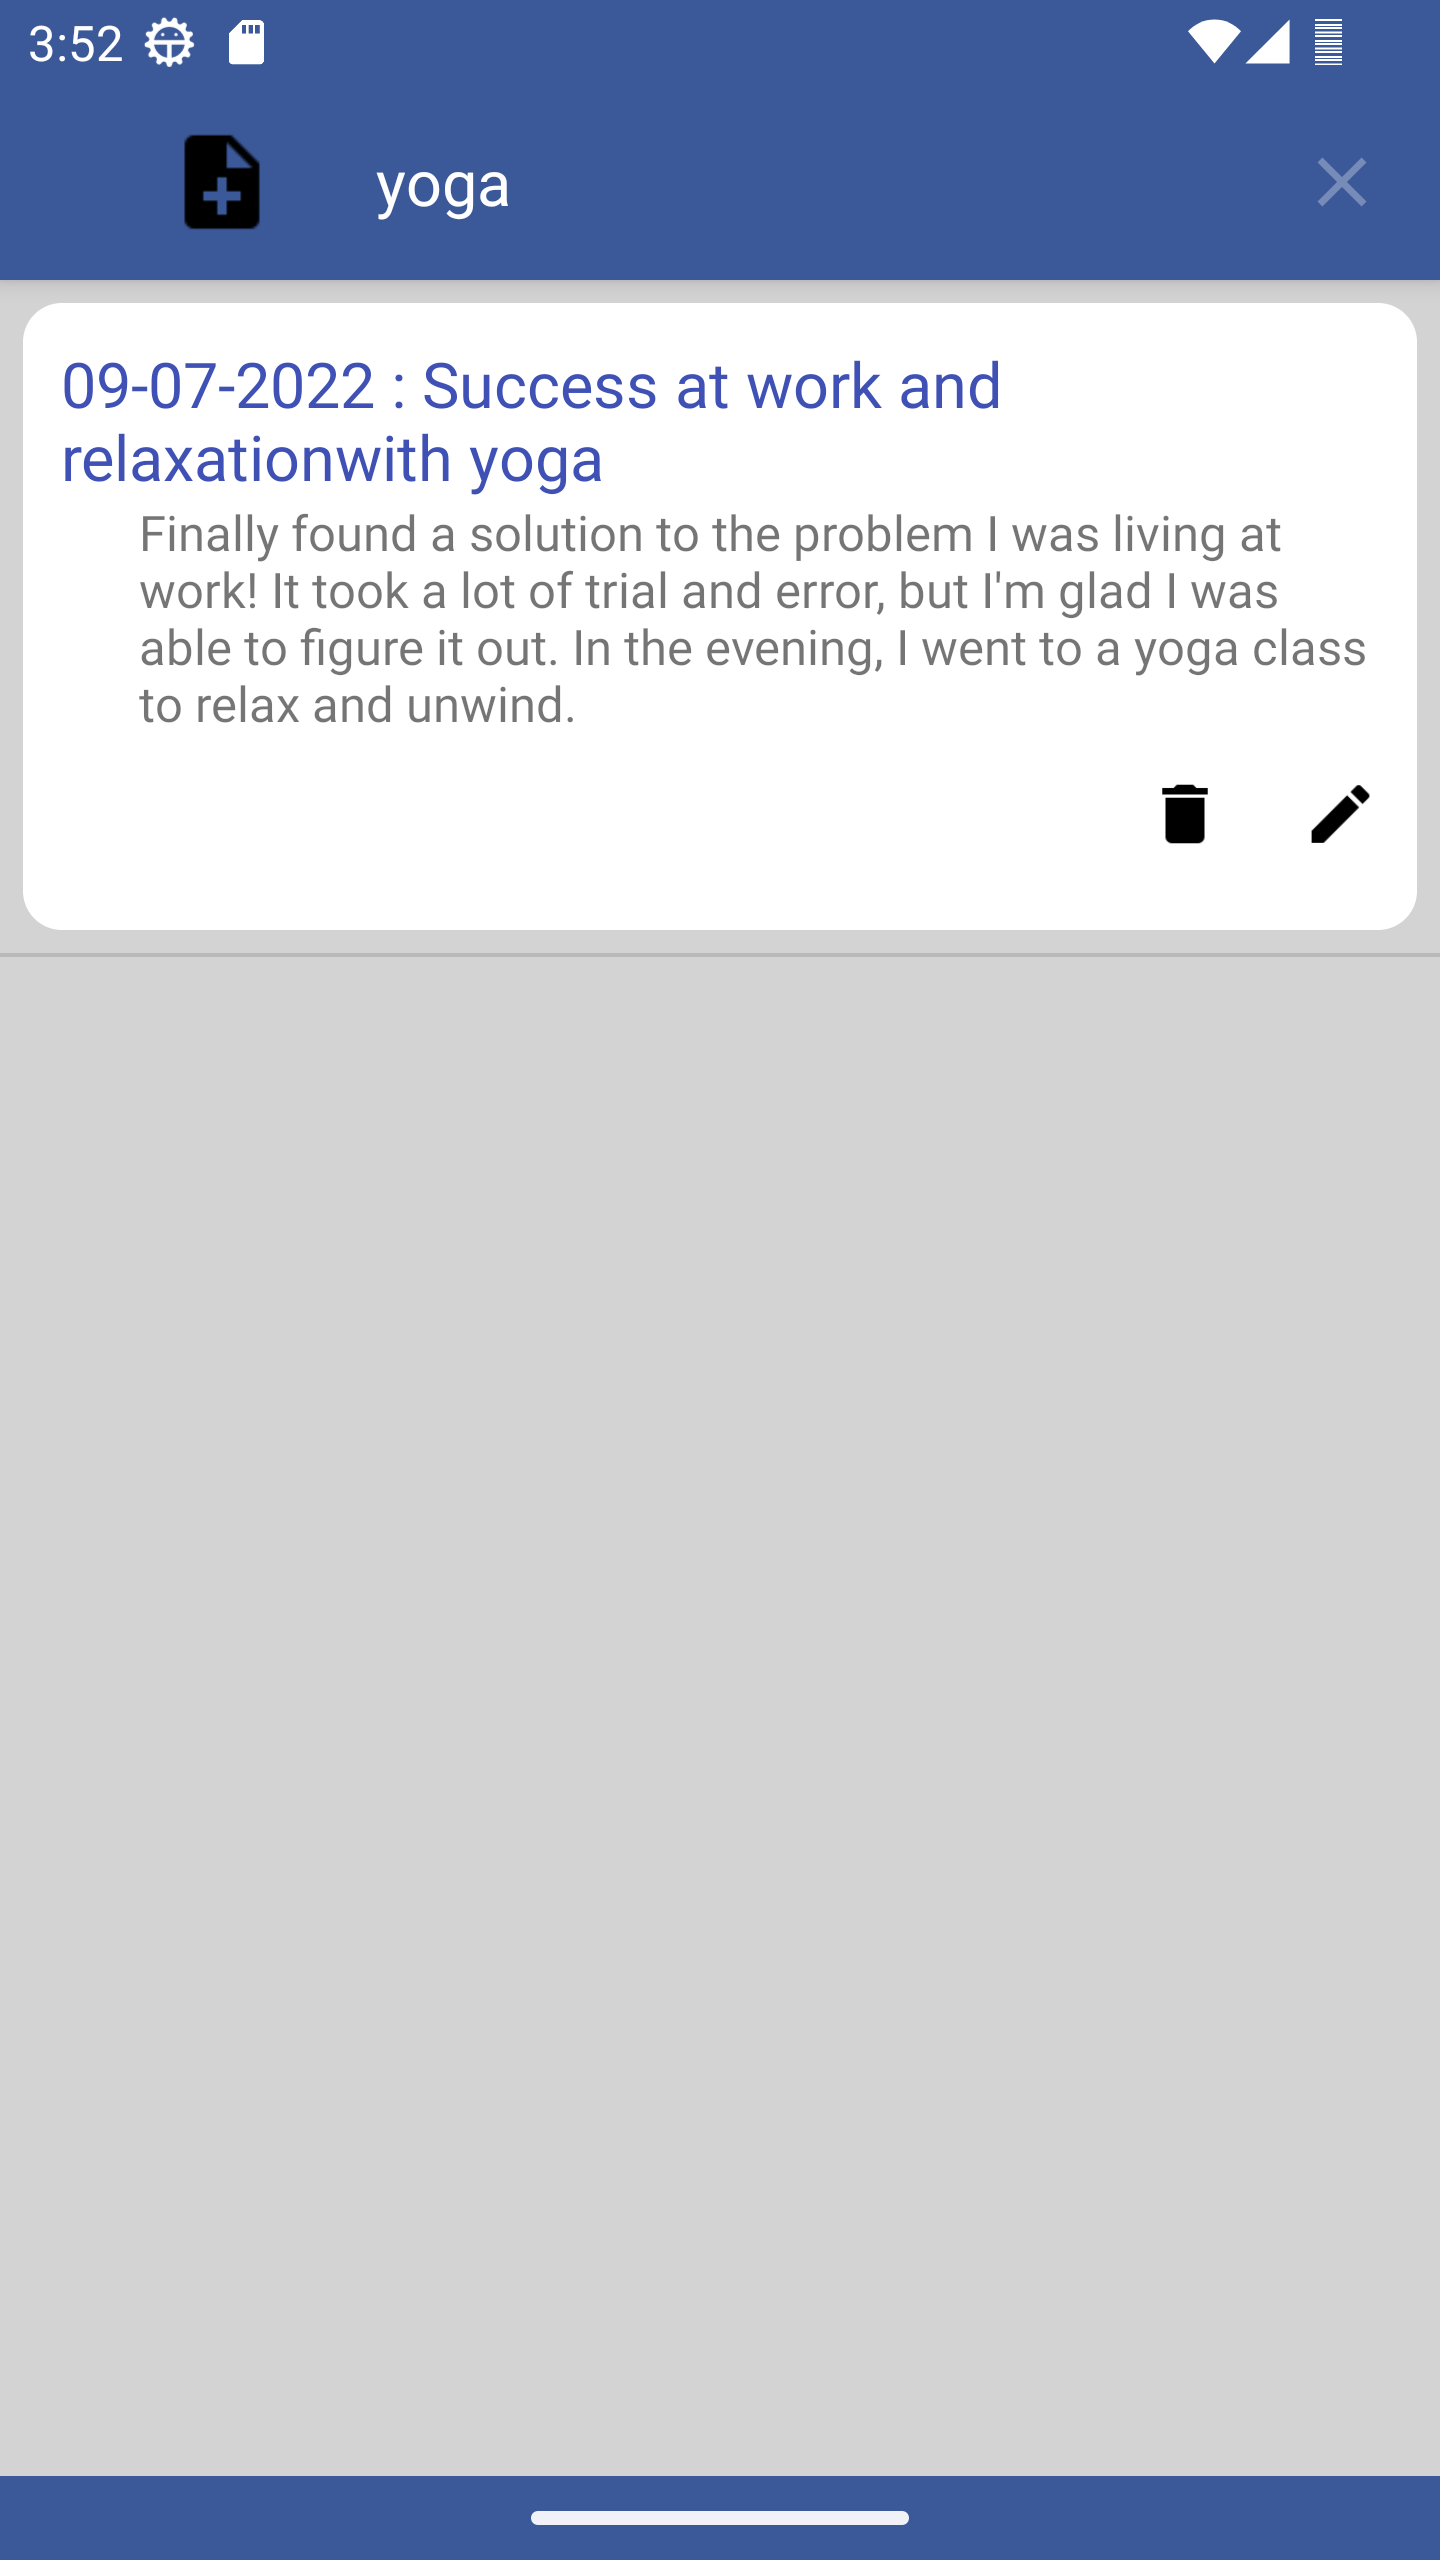 3:52
yoga
09-07-2022 : Success at work and
relaxationwith yoga
Finally found a solution to the problem I was living at
work! It took a lot of trial and error, but I'm glad I was
able to figure it out. In the evening, I went to a yoga class
to relax and unwind.